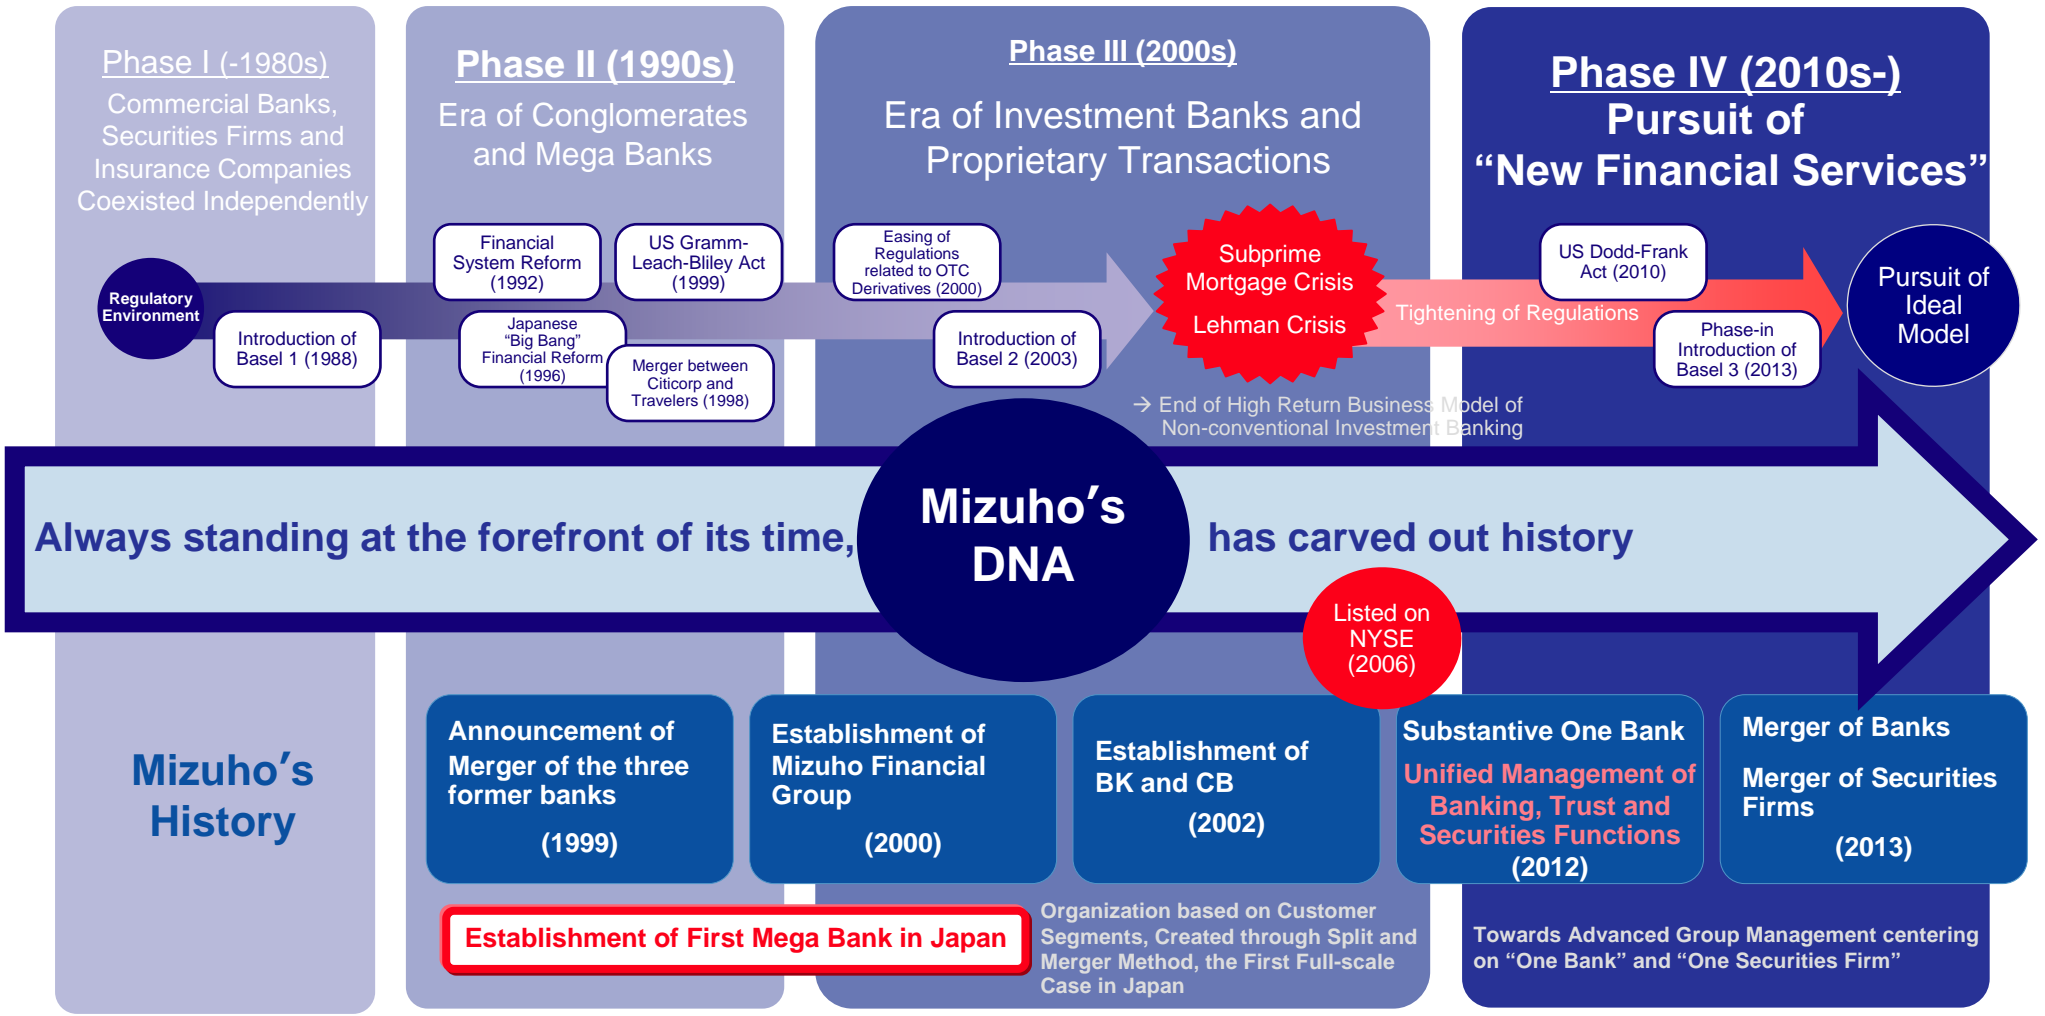 Phase I (-1980s)
Commercial Banks,
Securities Firms and
Insurance Companies
Coexisted Independently
Phase II (1990s)
Era of Conglomerates
and Mega Banks
Phase III (2000s)
Era of Investment Banks and
Proprietary Transactions
Phase IV (2010s-)
Pursuit of
“New Financial Services”
Regulatory
Environment
Introduction of
Basel 1 (1988)
Financial
System Reform
(1992)
US Gramm-
Leach-Bliley Act
(1999)
Japanese
“Big Bang”
Financial Reform
(1996)
Merger between
Citicorp and
Travelers (1998)
Easing of
Regulations
related to OTC
Derivatives (2000)
Introduction of
Basel 2 (2003)
Subprime
Mortgage Crisis
Lehman Crisis
Tightening of Regulations
US Dodd-Frank
Act (2010)
Phase-in
Introduction of
Basel 3 (2013)
Pursuit of
Ideal
Model
→ End of High Return Business Model of
Non-conventional Investment Banking
Always standing at the forefront of its time,
Mizuho’s
DNA
has carved out history
Listed on
NYSE
(2006)
Mizuho’s
History
Announcement of
Merger of the three
former banks
(1999)
Establishment of
Mizuho Financial
Group
(2000)
Establishment of
BK and CB
(2002)
Substantive One Bank
Unified Management of
Banking, Trust and
Securities Functions
(2012)
Merger of Banks
Merger of Securities
Firms
(2013)
Establishment of First Mega Bank in Japan
Organization based on Customer
Segments, Created through Split and
Merger Method, the First Full-scale
Case in Japan
Towards Advanced Group Management centering
on “One Bank” and “One Securities Firm”